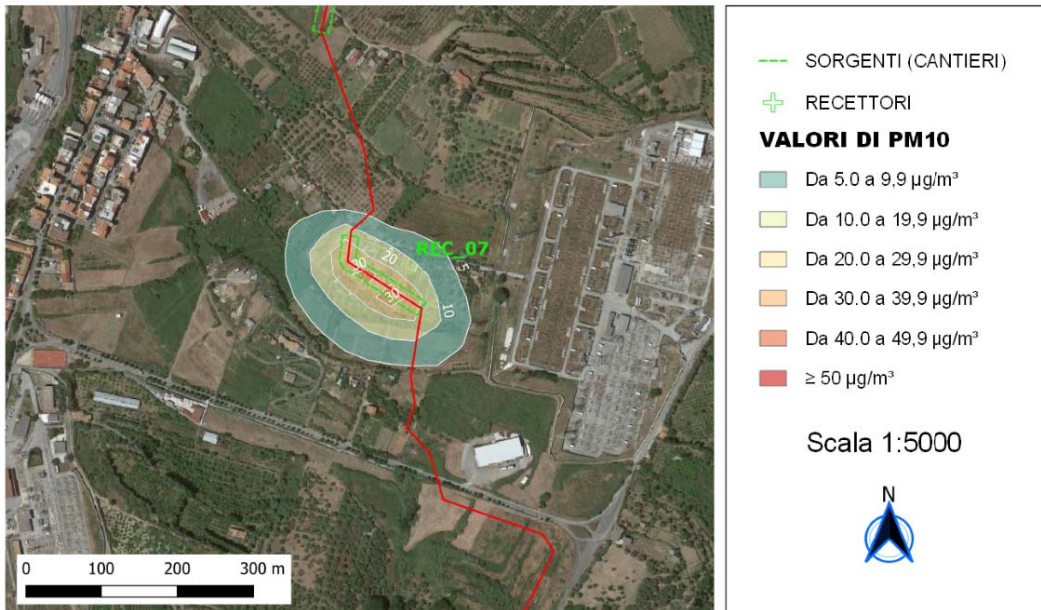 REC_07
20
5
30
30
10
0 100 200 300 m
SORGENTI (CANTIERI)
RECETTORI
VALORI DI PM10
Da 5.0 a 9,9 µg/m³
Da 10.0 a 19,9 µg/m³
Da 20.0 a 29,9 µg/m³
Da 30.0 a 39,9 µg/m³
Da 40.0 a 49,9 µg/m³
≥ 50 µg/m³
Scala 1:5000
N